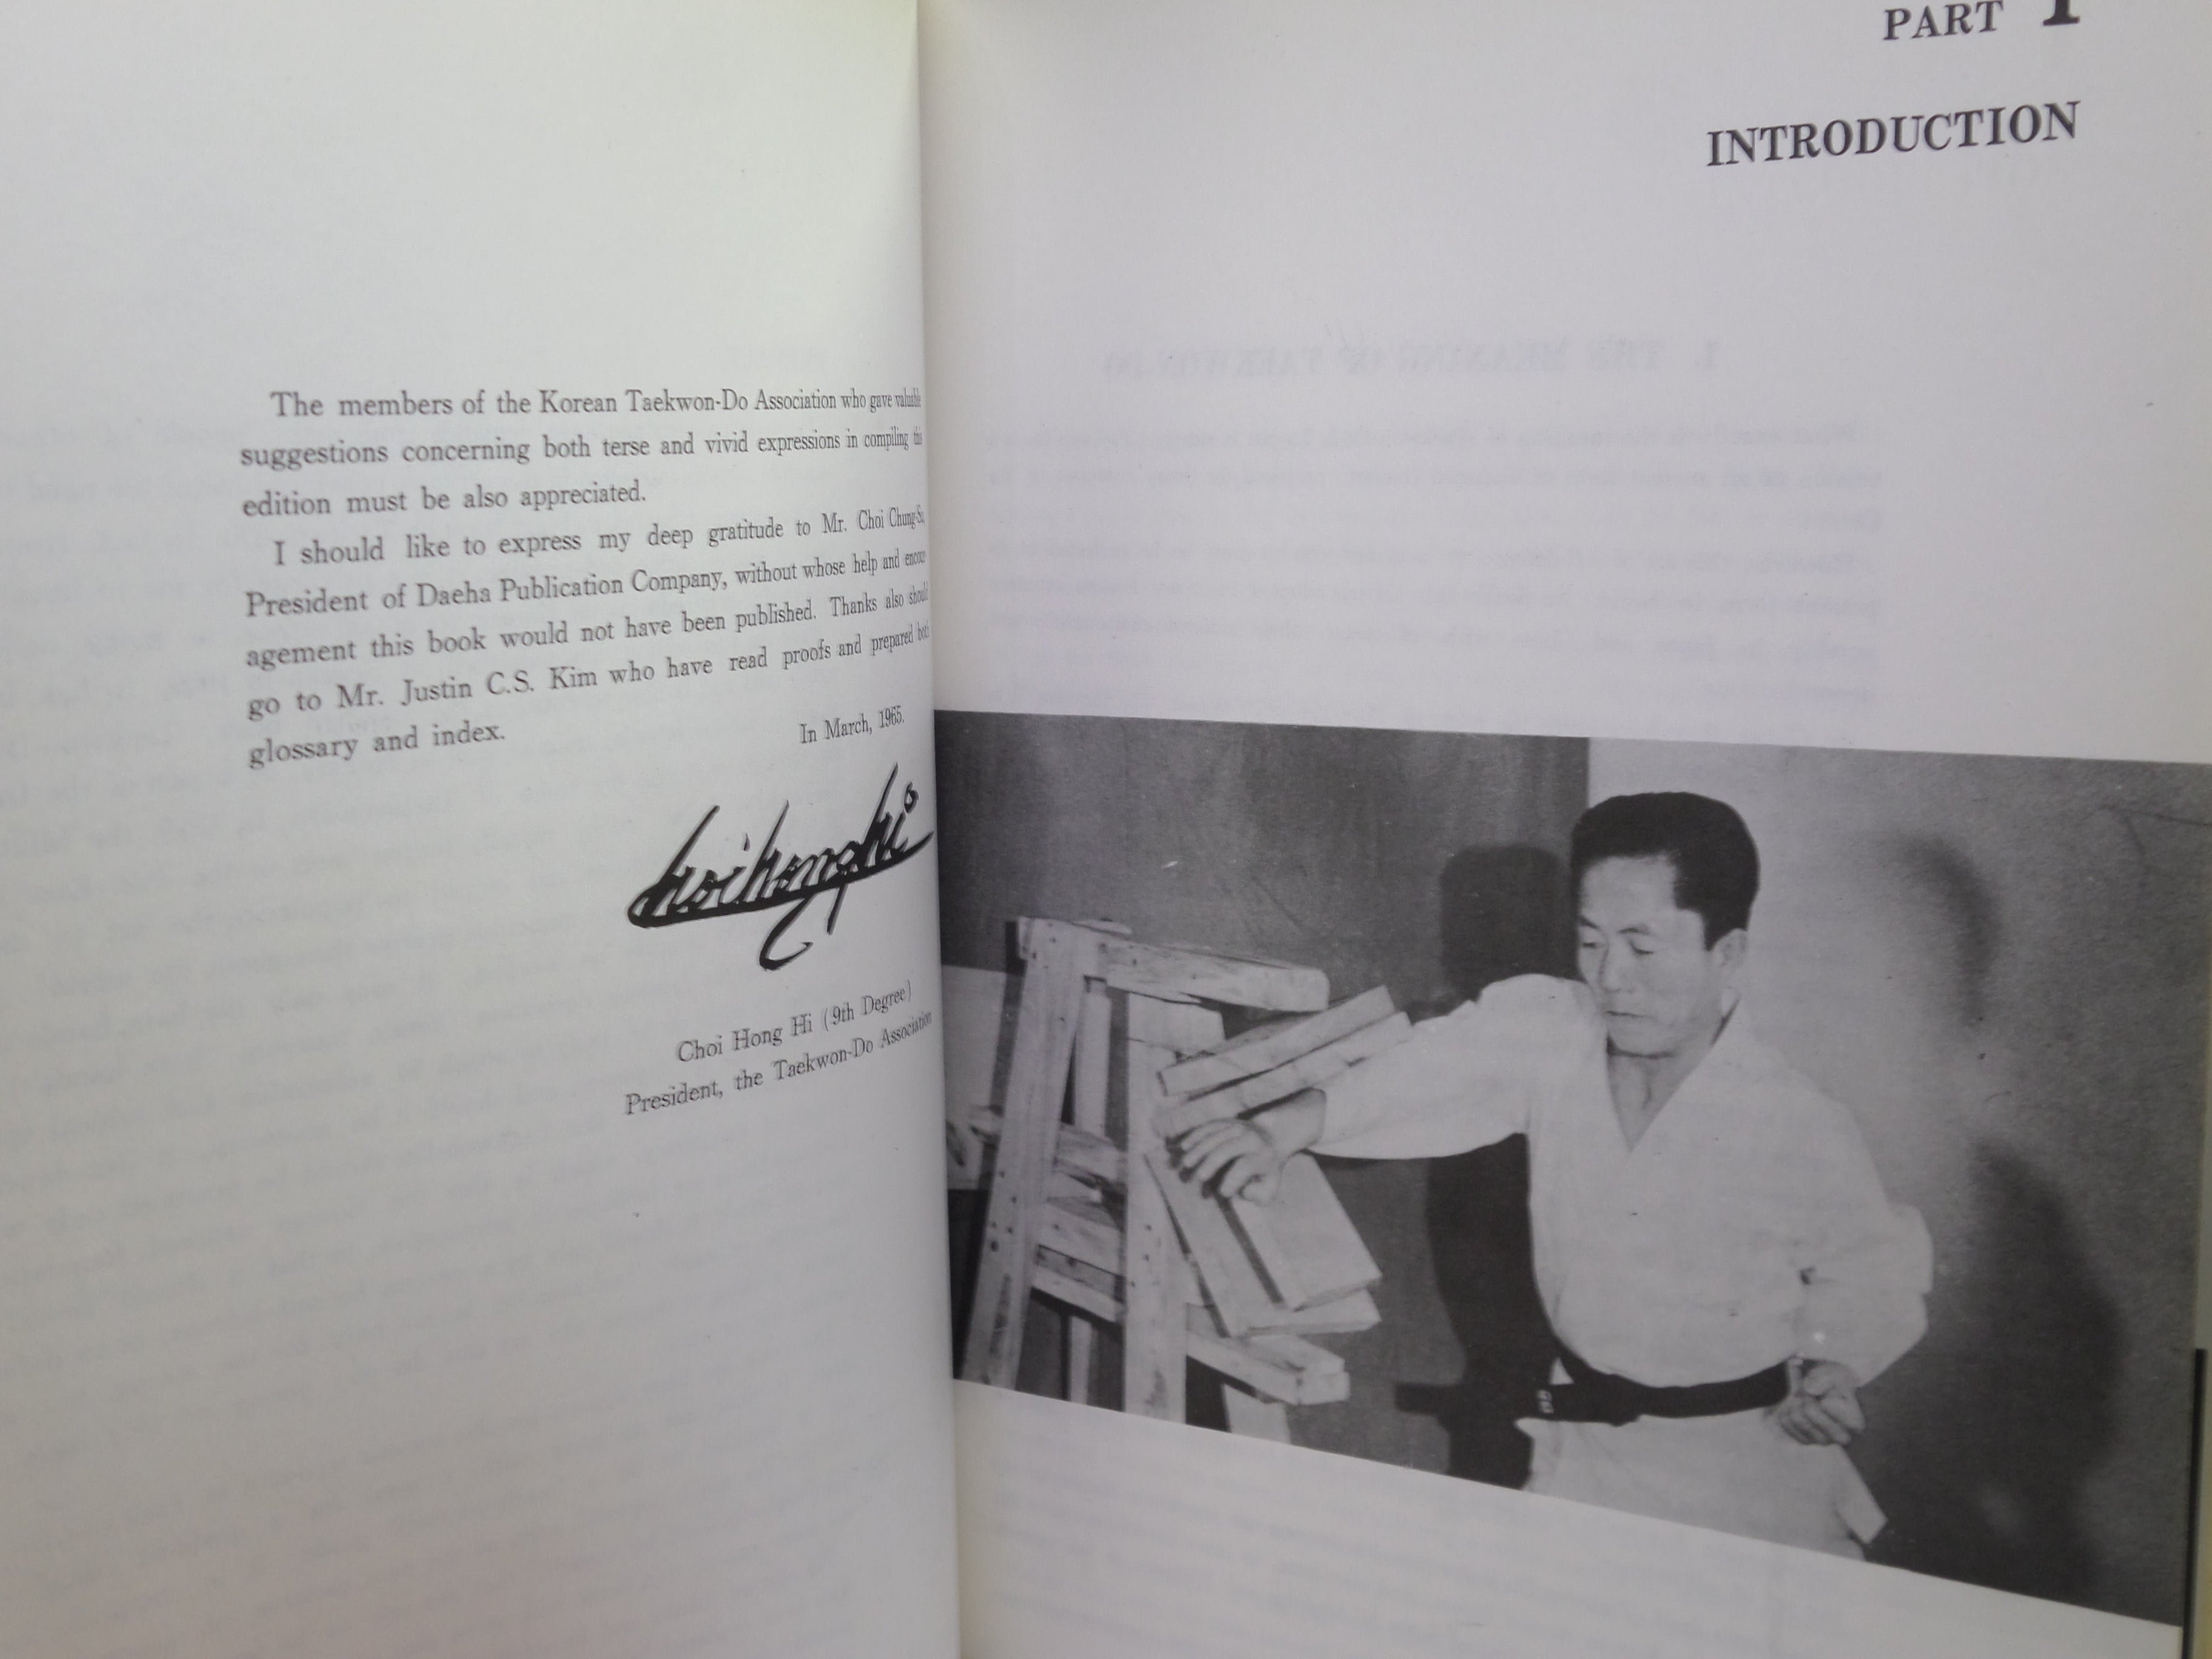 The members of the Korean Taekwon-Do Association who gave valuable
suggestions concerning both terse and vivid expressions in compiling this
edition must be also appreciated.
I should like to express my deep gratitude to Mr. Choi Chung-Su,
President of Daeha Publication Company, without whose help and encour-
agement this book would not have been published. Thanks also should
go to Mr. Justin C.S. Kim who have read proofs and prepared both
glossary and index.
In March, 1965.
choihonghi
Choi Hong Hi (9th Degree)
President, the Taekwon-Do Association
PART 1
INTRODUCTION